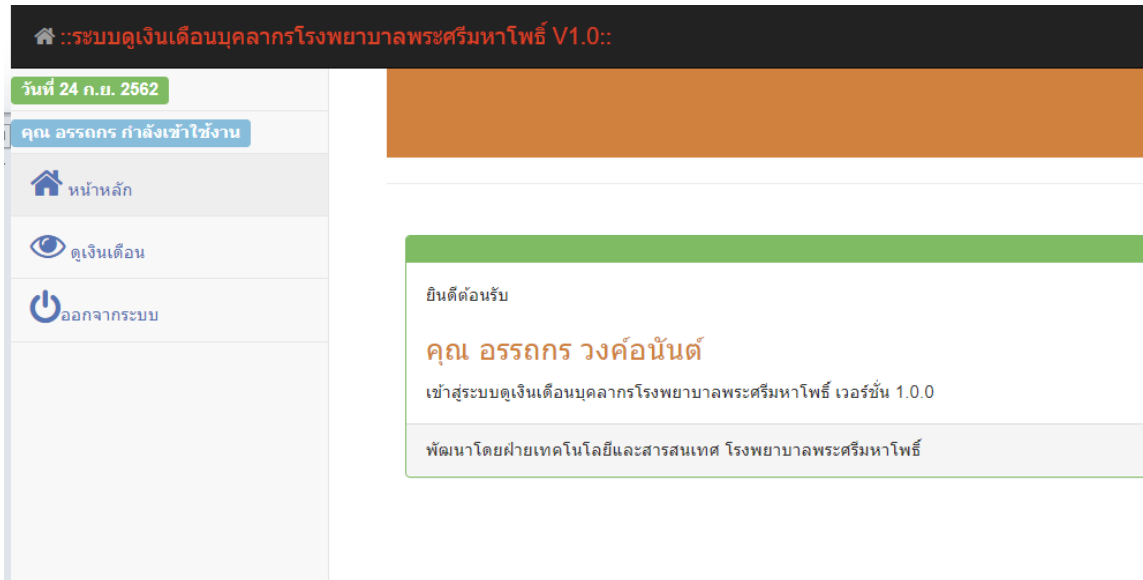 ::ระบบดูเงินเดือนบุคลากรโรงพยาบาลพระศรีมหาโพธิ์ V1.0::
วันที่ 24 ก.ย. 2562
คุณ อรรถกร กำลังเข้าใช้งาน
หน้าหลัก
ดูเงินเดือน
ออกจากระบบ
ยินดีต้อนรับ
คุณ อรรถกร วงค์อนันต์
เข้าสู่ระบบดูเงินเดือนบุคลากรโรงพยาบาลพระศรีมหาโพธิ์ เวอร์ชั่น 1.0.0
พัฒนาโดยฝ่ายเทคโนโลยีและสารสนเทศ โรงพยาบาลพระศรีมหาโพธิ์